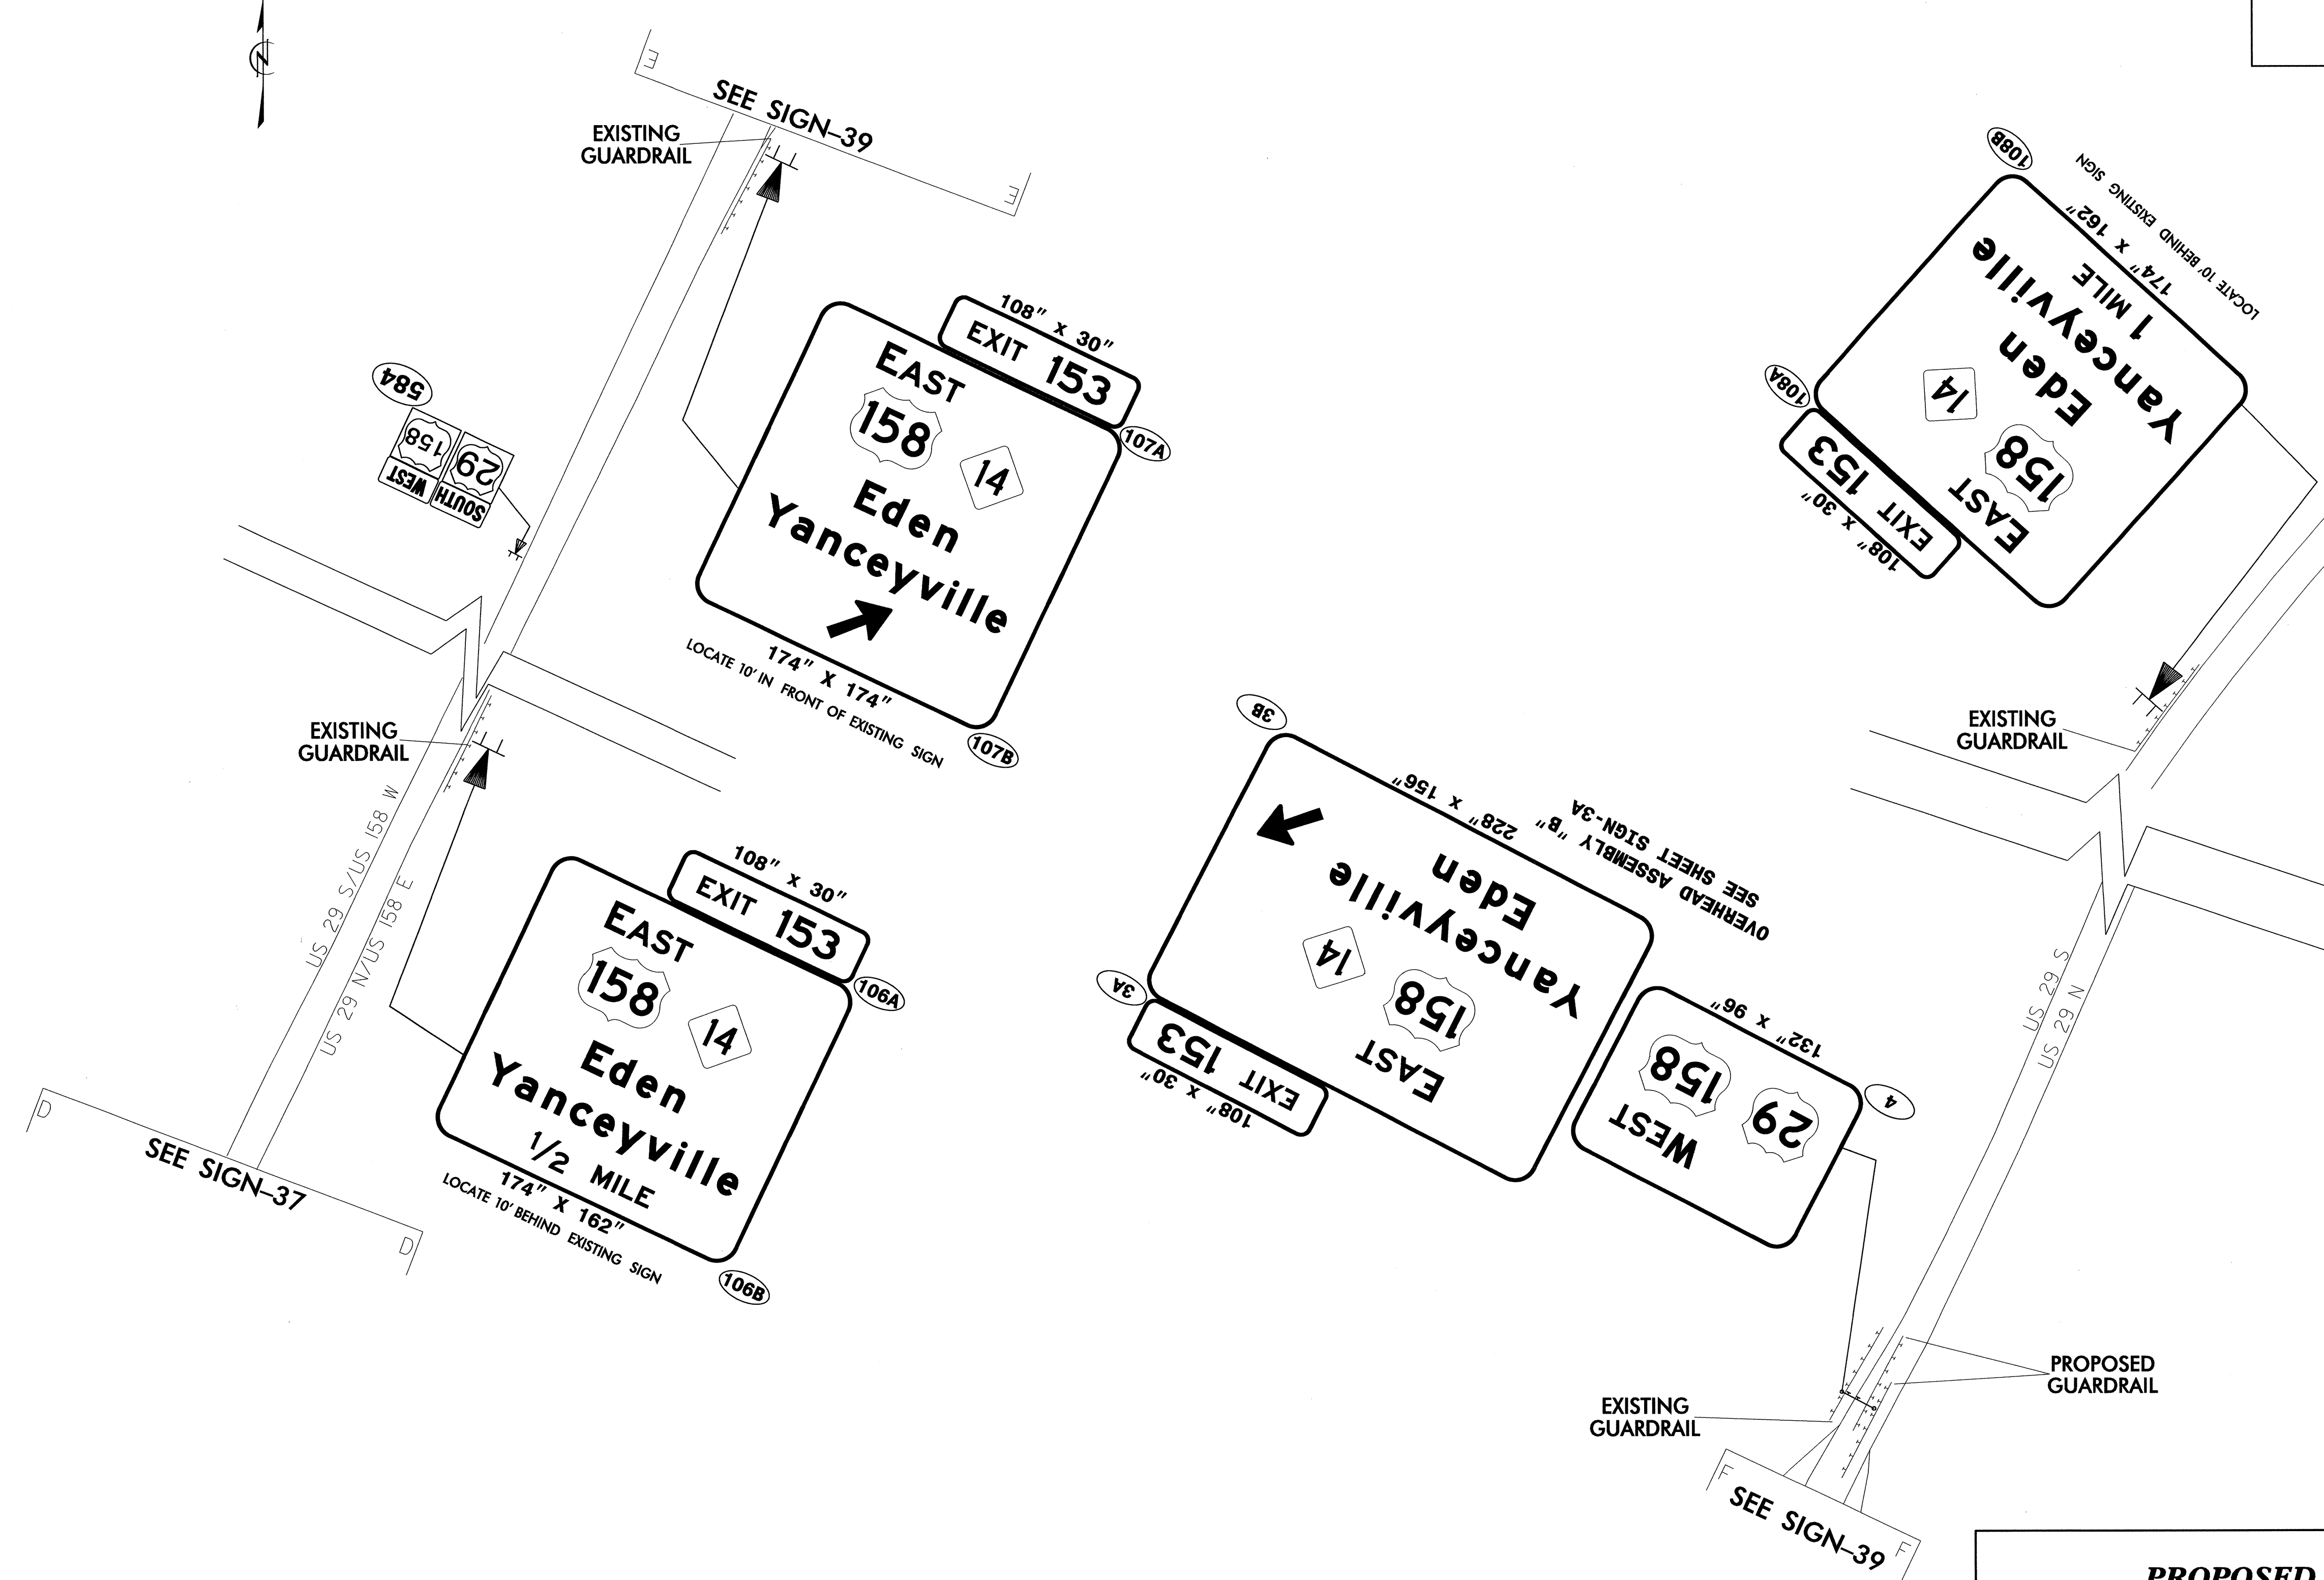 N
E
SEE SIGN–39
E
EXISTING
GUARDRAIL
108" X 30"
EXIT 153
107A
EAST
158
14
Eden
Yanceyville
174" X 174"
LOCATE 10' IN FRONT OF EXISTING SIGN
107B
584
SOUTH WEST
29 158
EXISTING
GUARDRAIL
US 29 S/US 158 W
US 29 N/US 158 E
108" X 30"
EXIT 153
106A
EAST
158
14
Eden
Yanceyville
1/2 MILE
174" X 162"
LOCATE 10' BEHIND EXISTING SIGN
106B
D
SEE SIGN–37
D
108" X 30"
EXIT 153
108A
EAST
158
14
Eden
Yanceyville
1 MILE
174" X 162"
LOCATE 10' BEHIND EXISTING SIGN
108B
EXISTING
GUARDRAIL
108" X 30"
EXIT 153
3A
EAST
158
14
Yanceyville
Eden
228" X 156"
3B
OVERHEAD ASSEMBLY "B"
SEE SHEET SIGN-3A
WEST
29 158
132" X 96"
4
US 29 S
US 29 N
PROPOSED
GUARDRAIL
EXISTING
GUARDRAIL
F
SEE SIGN–39
F